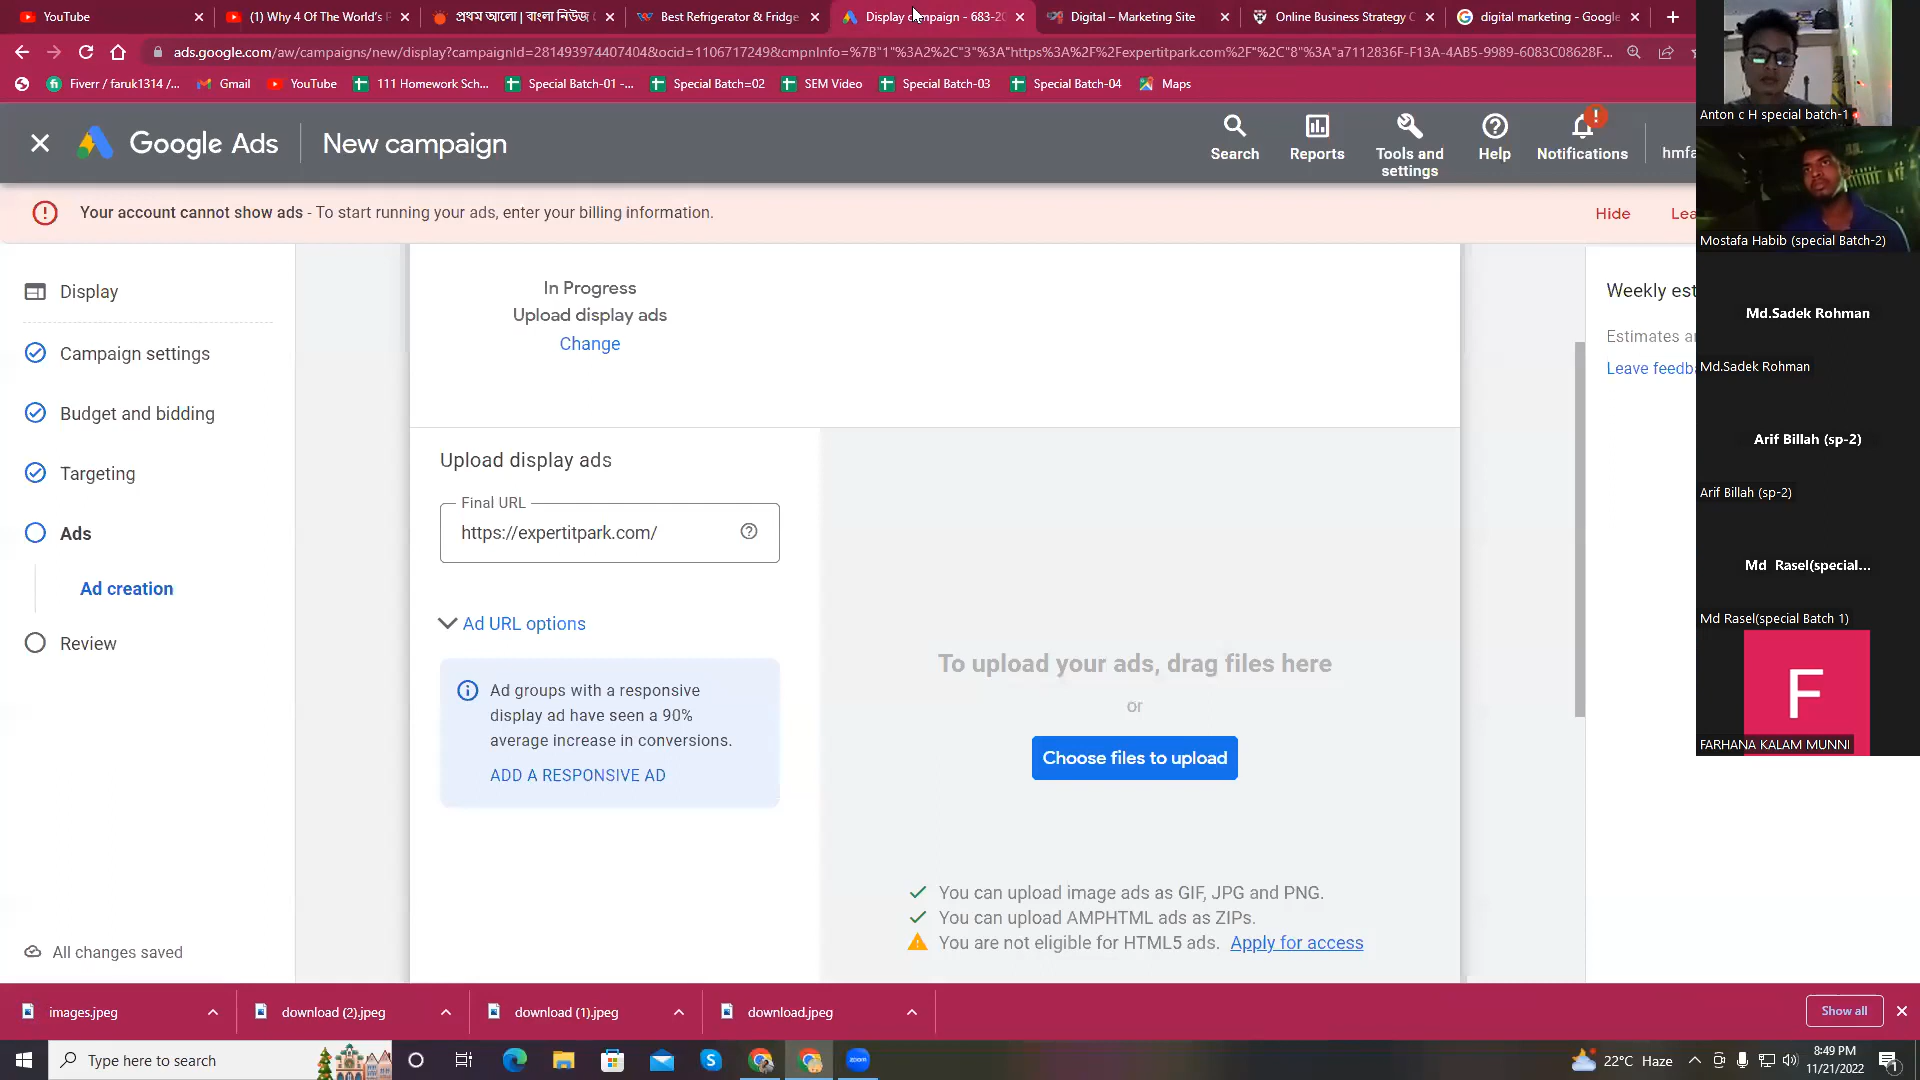 YouTube
(1) Why 4 Of The World's
প্রথম আলো | বাংলা নিউজ
Best Refrigerator & Fridge
Display campaign - 683-20
Digital – Marketing Site
Online Business Strategy C
digital marketing - Google
ads.google.com/aw/campaigns/new/display?campaignId=281493974407404&ocid=1106717249&cmpnInfo=%7B"1"%3A2%2C"3"%3A"https%3A%2F%2Fexpertitpark.com%2F"%2C"8"%3A"a7112836F-F13A-4AB5-9989-6083C08628F...
Fiverr / faruk1314 /...
Gmail
YouTube
111 Homework Sch...
Special Batch-01 -...
Special Batch=02
SEM Video
Special Batch-03
Special Batch-04
Maps
Google Ads
New campaign
Search
Reports
Tools and
settings
Help
Notifications
hmfa
Your account cannot show ads - To start running your ads, enter your billing information.
Hide
Lea
Display
Campaign settings
Budget and bidding
Targeting
Ads
Ad creation
Review
All changes saved
In Progress
Upload display ads
Change
Upload display ads
Final URL
https://expertitpark.com/
Ad URL options
Ad groups with a responsive
display ad have seen a 90%
average increase in conversions.
ADD A RESPONSIVE AD
To upload your ads, drag files here
or
Choose files to upload
You can upload image ads as GIF, JPG and PNG.
You can upload AMPHTML ads as ZIPs.
You are not eligible for HTML5 ads. Apply for access
Weekly est
Estimates a
Leave feedb
Anton c H special batch-1
Mostafa Habib (special Batch-2)
Md.Sadek Rohman
Md.Sadek Rohman
Arif Billah (sp-2)
Arif Billah (sp-2)
Md Rasel(special...
Md Rasel(special Batch 1)
F
FARHANA KALAM MUNNI
images.jpeg
download (2).jpeg
download (1).jpeg
download.jpeg
Show all
Type here to search
zoom
22°C Haze
8:49 PM
11/21/2022
1